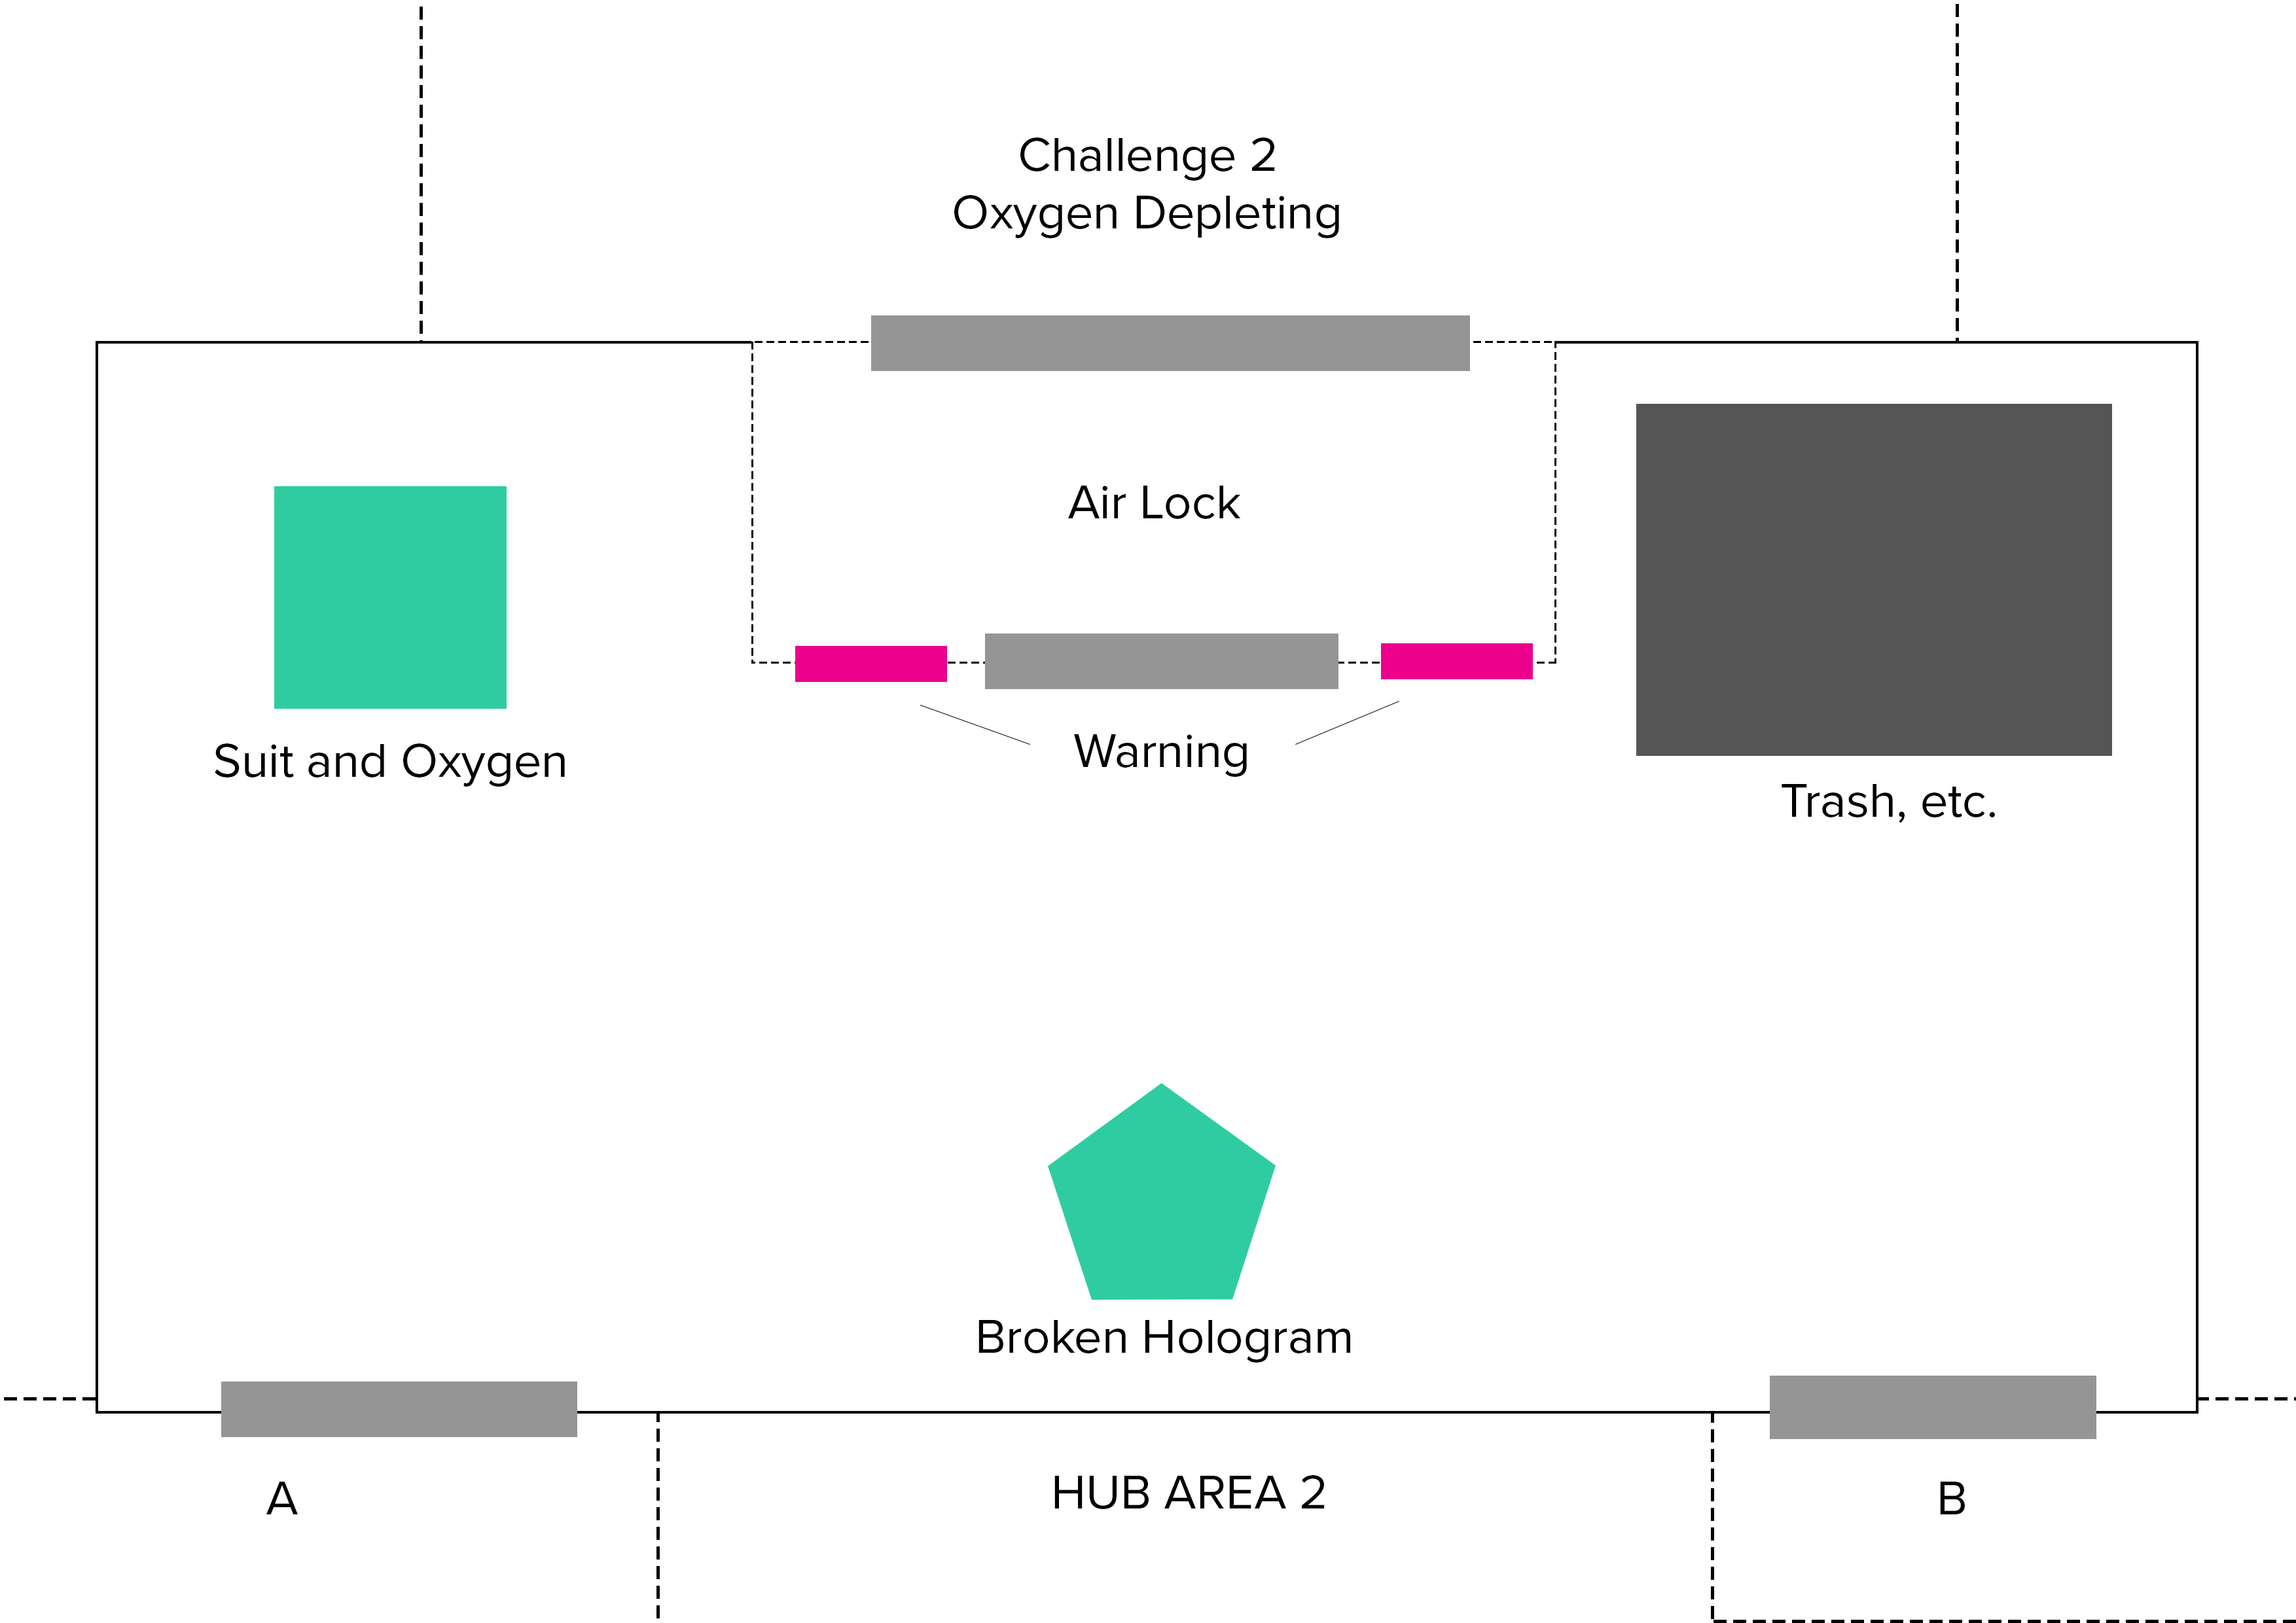 Challenge 2
Oxygen Depleting
Air Lock
Suit and Oxygen
Warning
Trash, etc.
Broken Hologram
A
HUB AREA 2
B